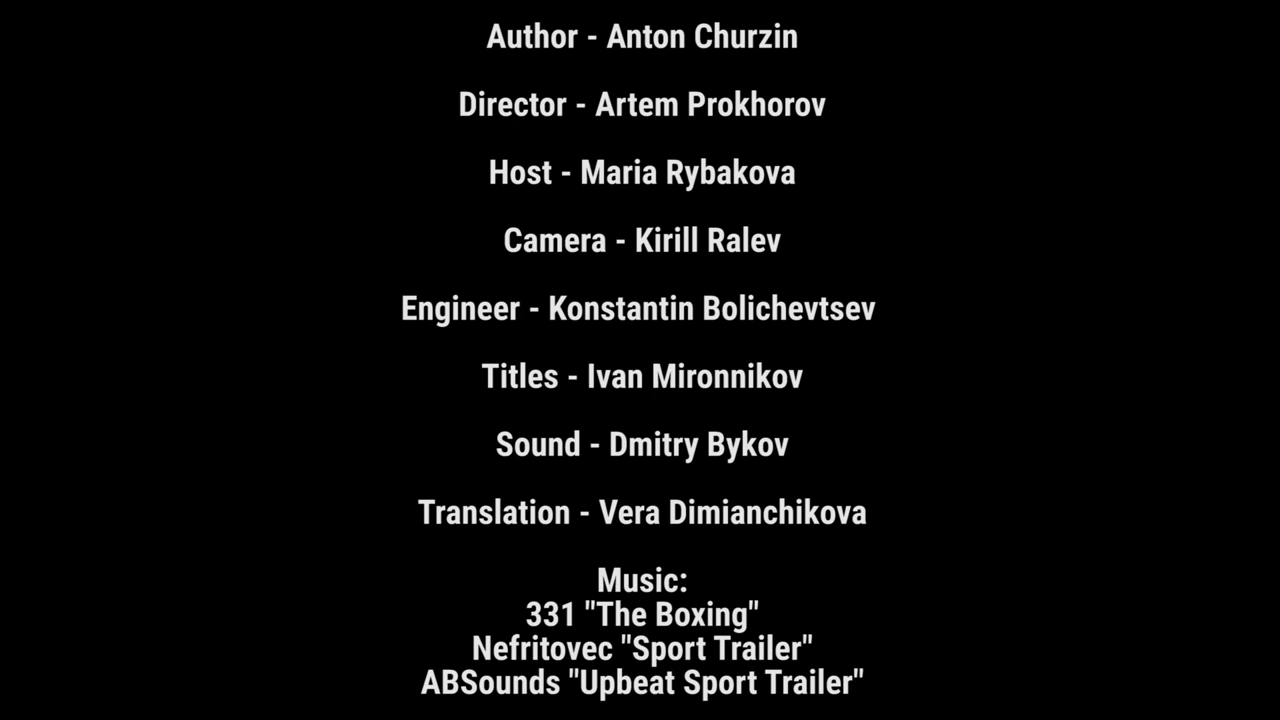 Author - Anton Churzin
Director - Artem Prokhorov
Host - Maria Rybakova
Camera - Kirill Ralev
Engineer - Konstantin Bolichevtsev
Titles - Ivan Mironnikov
Sound - Dmitry Bykov
Translation - Vera Dimianchikova
Music:
331 "The Boxing"
Nefritovec "Sport Trailer"
ABSounds "Upbeat Sport Trailer"